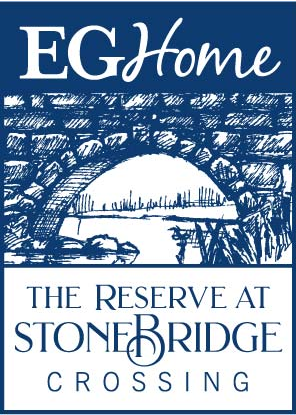 EGHome
THE RESERVE AT
STONEBRIDGE
CROSSING